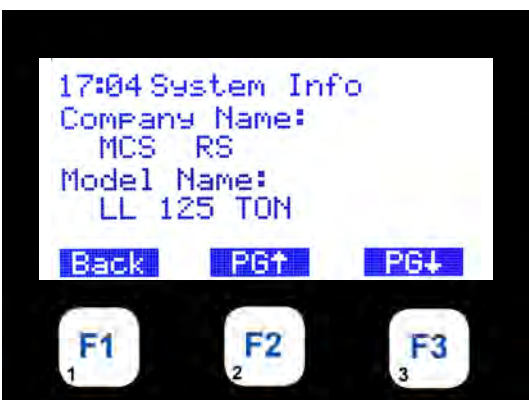 17:04 System Info
Company Name:
MCS RS
Model Name:
LL 125 TON
Back PG↑ PG↓
F1 F2 F3
1 2 3